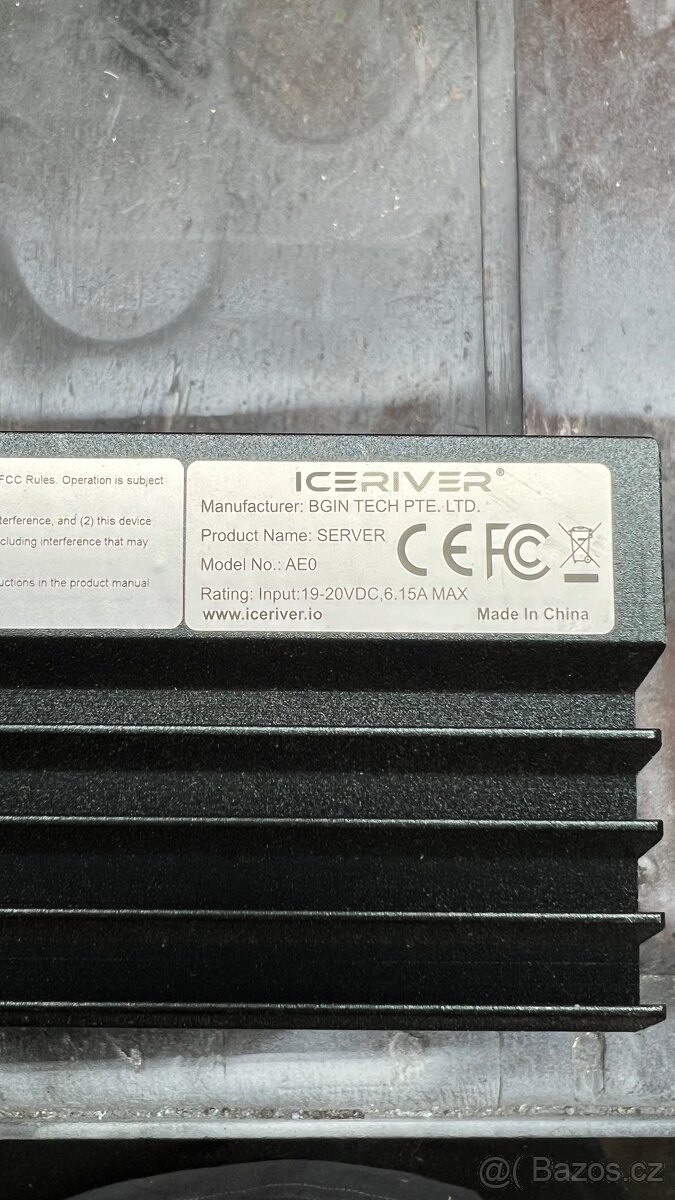 FCC Rules. Operation is subject
terference, and (2) this device
cluding interference that may
uctions in the product manual
ICERIVER®
Manufacturer: BGIN TECH PTE. LTD.
Product Name: SERVER
Model No.: AE0
CE FC
Rating: Input:19-20VDC,6.15A MAX
www.iceriver.io Made In China
@ Bazos.cz